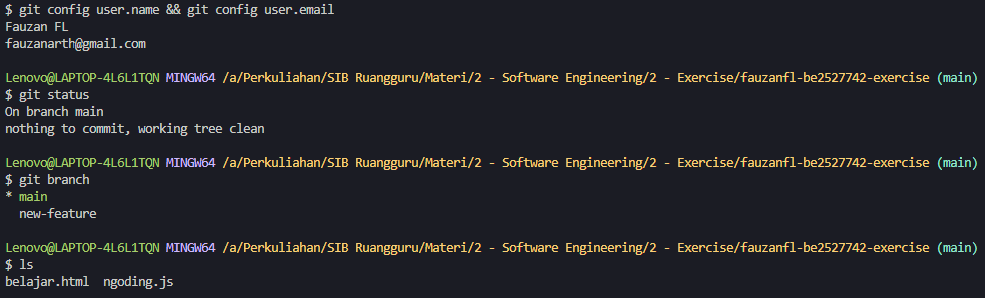 $ git config user.name && git config user.email
Fauzan FL
fauzanarth@gmail.com
Lenovo@LAPTOP-4L6L1TQN MINGW64 /a/Perkuliahan/SIB Ruangguru/Materi/2 - Software Engineering/2 - Exercise/fauzanfl-be2527742-exercise (main)
$ git status
On branch main
nothing to commit, working tree clean
Lenovo@LAPTOP-4L6L1TQN MINGW64 /a/Perkuliahan/SIB Ruangguru/Materi/2 - Software Engineering/2 - Exercise/fauzanfl-be2527742-exercise (main)
$ git branch
* main
  new-feature
Lenovo@LAPTOP-4L6L1TQN MINGW64 /a/Perkuliahan/SIB Ruangguru/Materi/2 - Software Engineering/2 - Exercise/fauzanfl-be2527742-exercise (main)
$ ls
belajar.html  ngoding.js